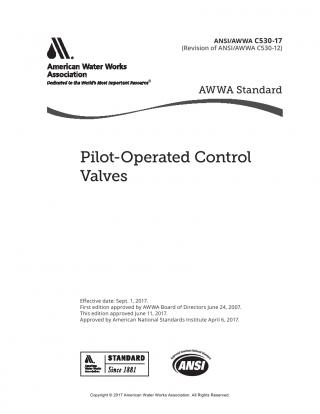 ANSI/AWWA C530-17
(Revision of ANSI/AWWA C530-12)
American Water Works
Association
Dedicated to the World's Most Important Resource®
AWWA Standard
Pilot-Operated Control
Valves
Effective date: Sept. 1, 2017.
First edition approved by AWWA Board of Directors June 24, 2007.
This edition approved June 11, 2017.
Approved by American National Standards Institute April 6, 2017.
American
Water Works
Association
STANDARD
Since 1881
ANSI
Copyright © 2017 American Water Works Association. All Rights Reserved.